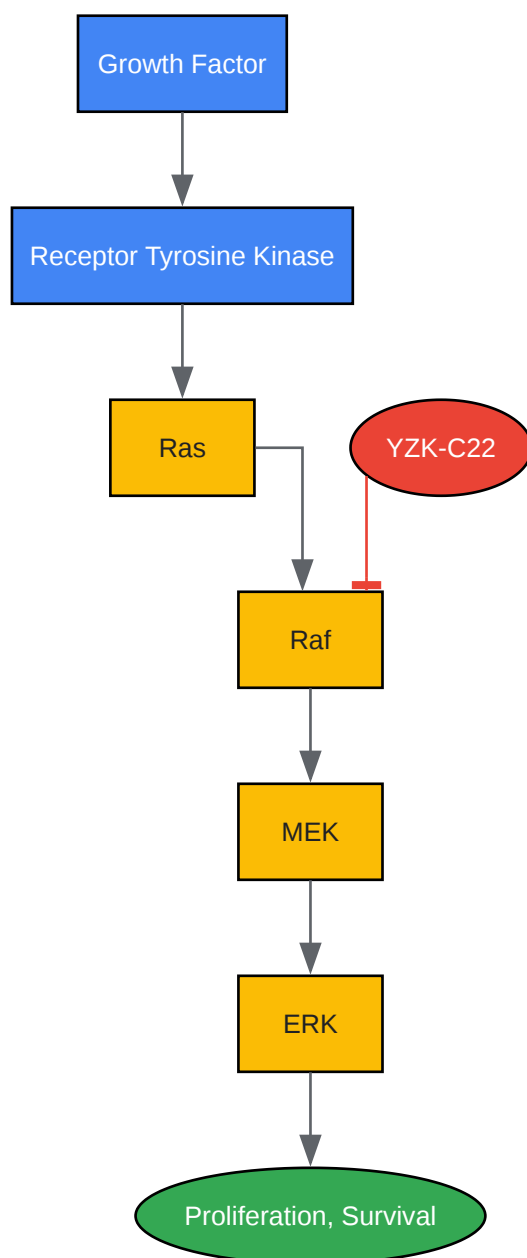 Growth Factor
Receptor Tyrosine Kinase
Ras
YZK-C22
Raf
MEK
ERK
Proliferation, Survival